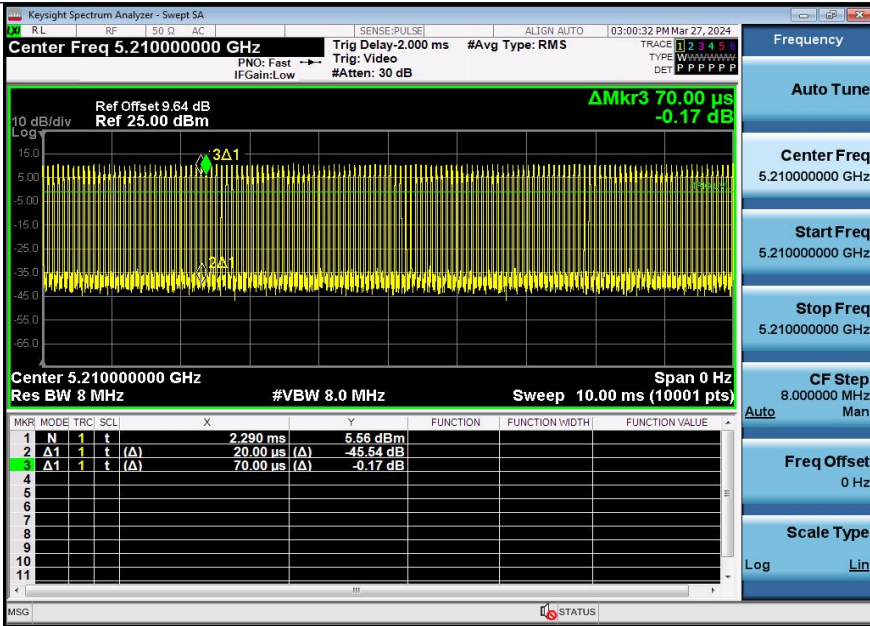 Keysight Spectrum Analyzer - Swept SA
LXI RL RF 50 Ω AC SENSE:PULSE ALIGN AUTO 03:00:32 PM Mar 27, 2024
Center Freq 5.210000000 GHz Trig Delay-2.000 ms #Avg Type: RMS TRACE 1 2 3 4 5 6
PNO: Fast Trig: Video TYPE WWWWWW
IFGain:Low #Atten: 30 dB DET P P P P P P
ΔMkr3 70.00 µs
-0.17 dB
Ref Offset 9.64 dB
10 dB/div Ref 25.00 dBm
Log
15.0
5.00
-5.00
-15.0
-25.0
-35.0
-45.0
-55.0
-65.0
3Δ1
2Δ1
Center 5.210000000 GHz Span 0 Hz
Res BW 8 MHz #VBW 8.0 MHz Sweep 10.00 ms (10001 pts)
MKR MODE TRC SCL X Y FUNCTION FUNCTION WIDTH FUNCTION VALUE
1 N 1 t 2.290 ms 5.56 dBm
2 Δ1 1 t (Δ) 20.00 µs (Δ) -45.54 dB
3 Δ1 1 t (Δ) 70.00 µs (Δ) -0.17 dB
4
5
6
7
8
9
10
11
MSG STATUS
Frequency
Auto Tune
Center Freq
5.210000000 GHz
Start Freq
5.210000000 GHz
Stop Freq
5.210000000 GHz
CF Step
8.000000 MHz
Auto Man
Freq Offset
0 Hz
Scale Type
Log Lin